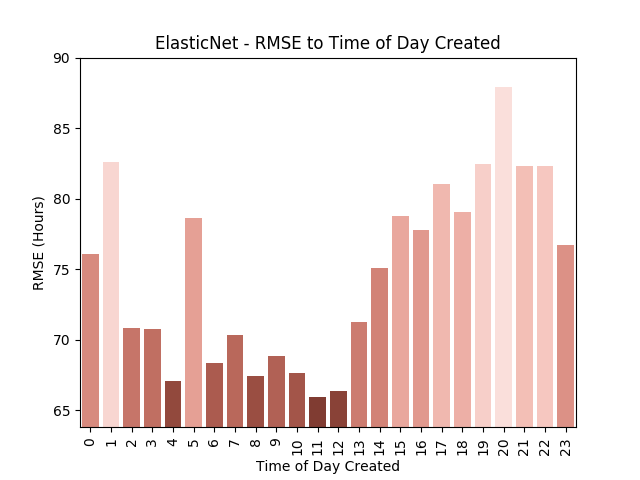 ElasticNet - RMSE to Time of Day Created
90
85
80
75
70
65
RMSE (Hours)
0 1 2 3 4 5 6 7 8 9 10 11 12 13 14 15 16 17 18 19 20 21 22 23
Time of Day Created